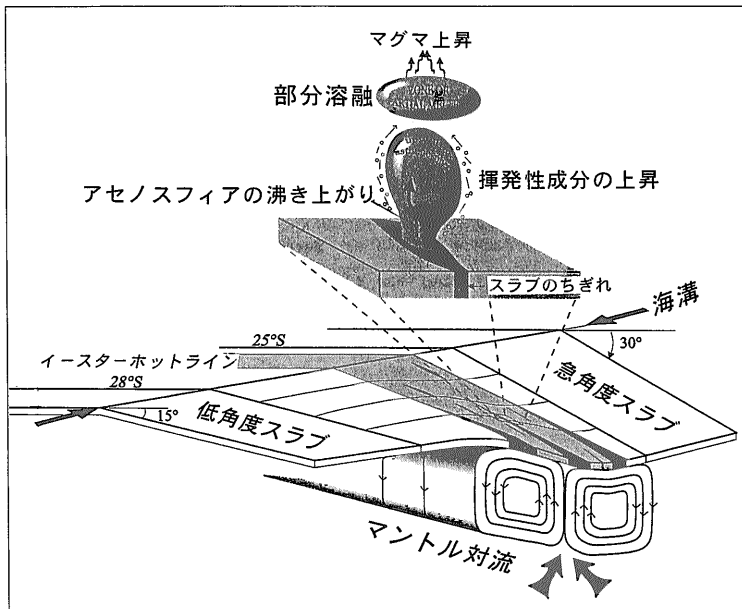 マグマ上昇
部分溶融
揮発性成分の上昇
アセノスフィアの沸き上がり
スラブのちぎれ
海溝
25°S
30°
イースターホットライン
急角度スラブ
28°S
15°
低角度スラブ
マントル対流